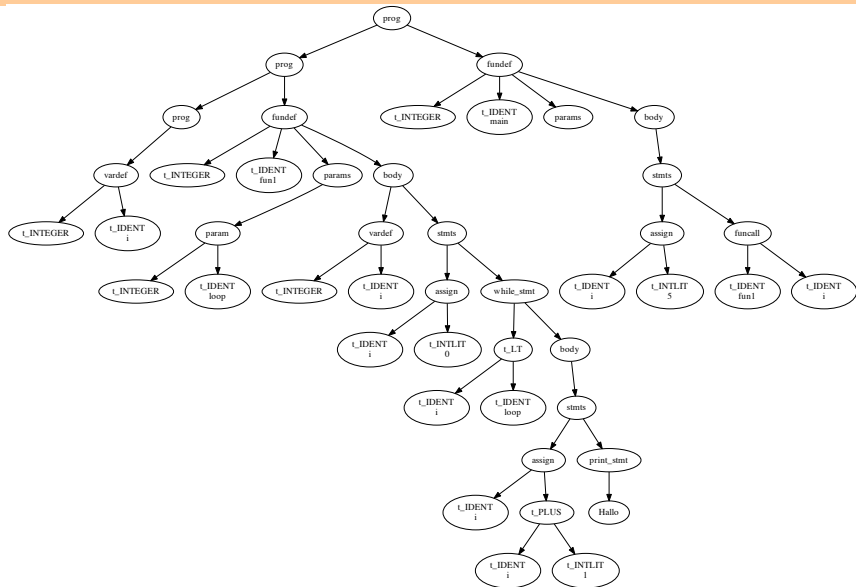 prog
prog
fundef
prog
fundef
t_INTEGER
t_IDENT
main
params
body
vardef
t_INTEGER
t_IDENT
fun1
params
body
stmts
t_INTEGER
t_IDENT
i
param
vardef
stmts
assign
funcall
t_INTEGER
t_IDENT
loop
t_INTEGER
t_IDENT
i
assign
while_stmt
t_IDENT
i
t_INTLIT
5
t_IDENT
fun1
t_IDENT
i
t_IDENT
i
t_INTLIT
0
t_LT
body
t_IDENT
i
t_IDENT
loop
stmts
assign
print_stmt
t_IDENT
i
t_PLUS
Hallo
t_IDENT
i
t_INTLIT
1